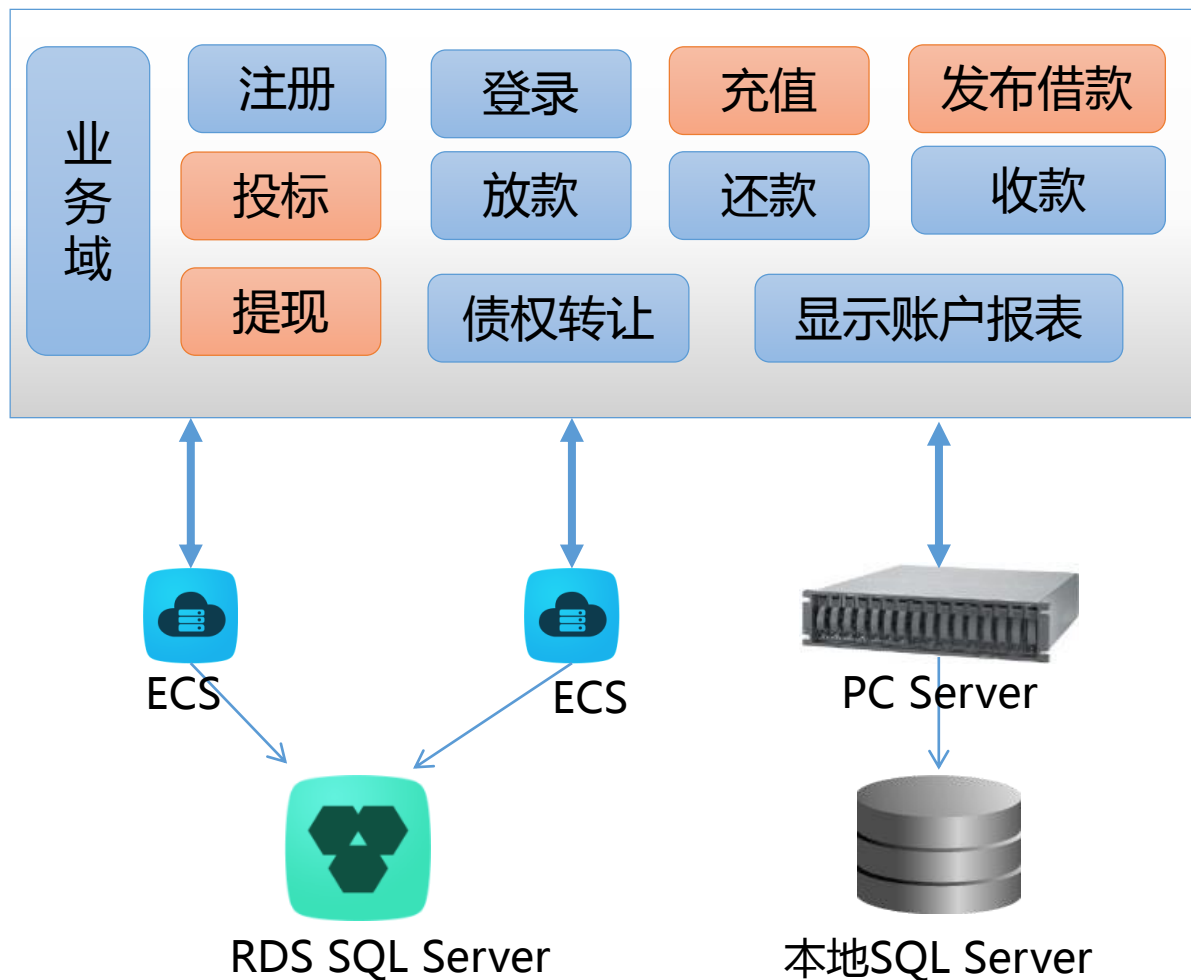 业务域
注册
登录
充值
发布借款
投标
放款
还款
收款
提现
债权转让
显示账户报表
ECS
ECS
PC Server
RDS SQL Server
本地SQL Server